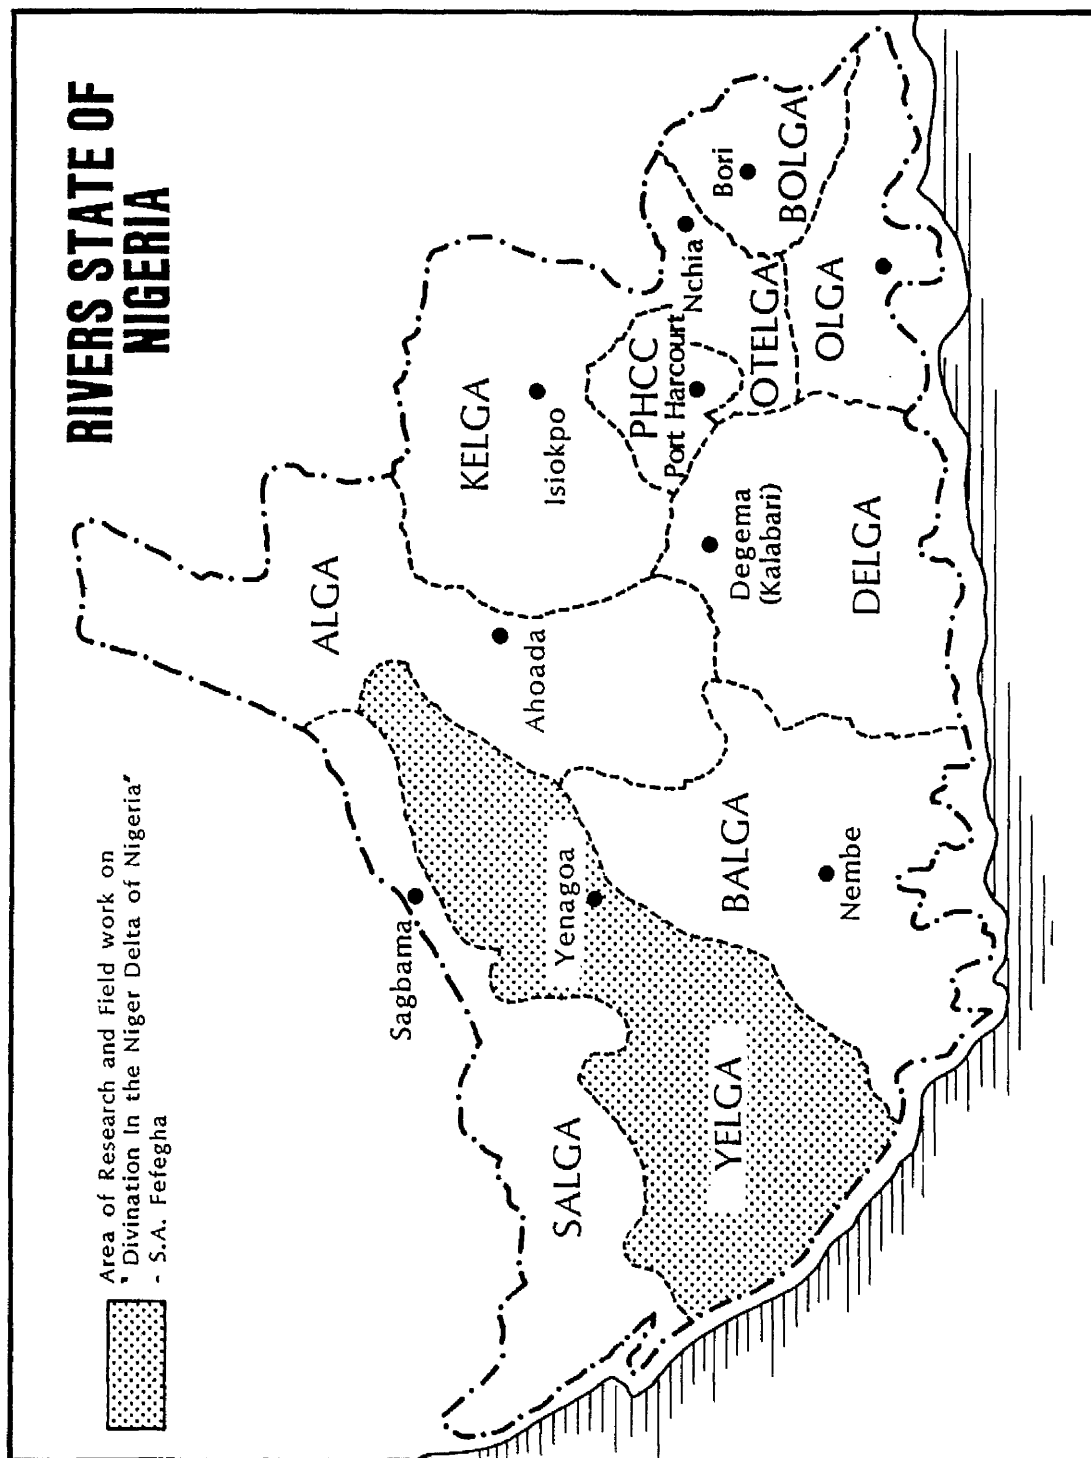 RIVERS STATE OF
NIGERIA
Area of Research and Field work on
" Divination In the Niger Delta of Nigeria"
- S.A. Fefegha
ALGA
KELGA
Isiokpo
Ahoada
PHCC
Port Harcourt
Nchia
Bori
BOLGA
OTELGA
OLGA
Degema
(Kalabari)
DELGA
Sagbama
Yenagoa
BALGA
Nembe
SALGA
YELGA